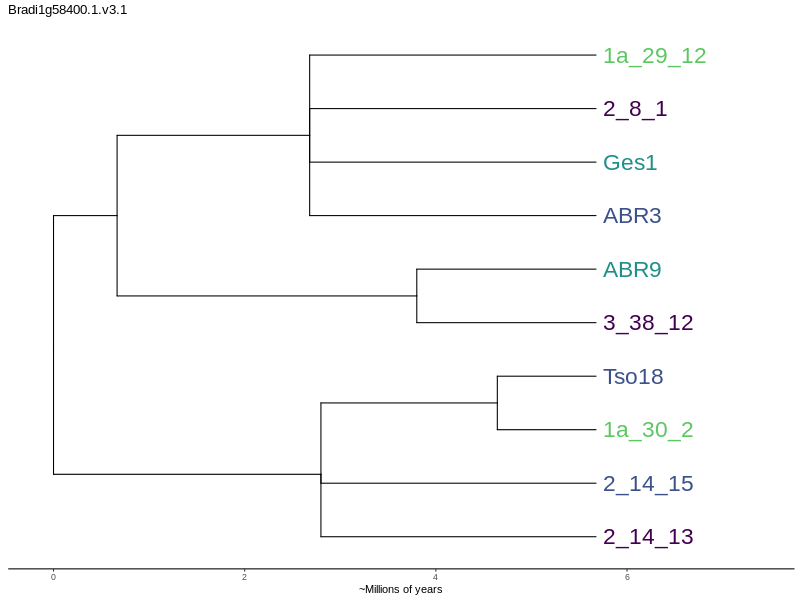 Bradi1g58400.1.v3.1
1a_29_12
2_8_1
Ges1
ABR3
ABR9
3_38_12
Tso18
1a_30_2
2_14_15
2_14_13
0 2 4 6
~Millions of years